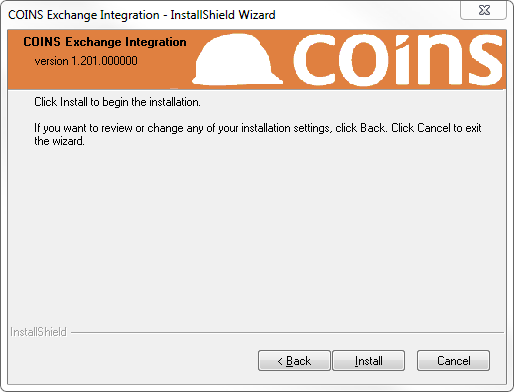 COINS Exchange Integration - InstallShield Wizard
COINS Exchange Integration
version 1.201.000000
coins
Click Install to begin the installation.
If you want to review or change any of your installation settings, click Back. Click Cancel to exit
the wizard.
InstallShield
< Back
Install
Cancel